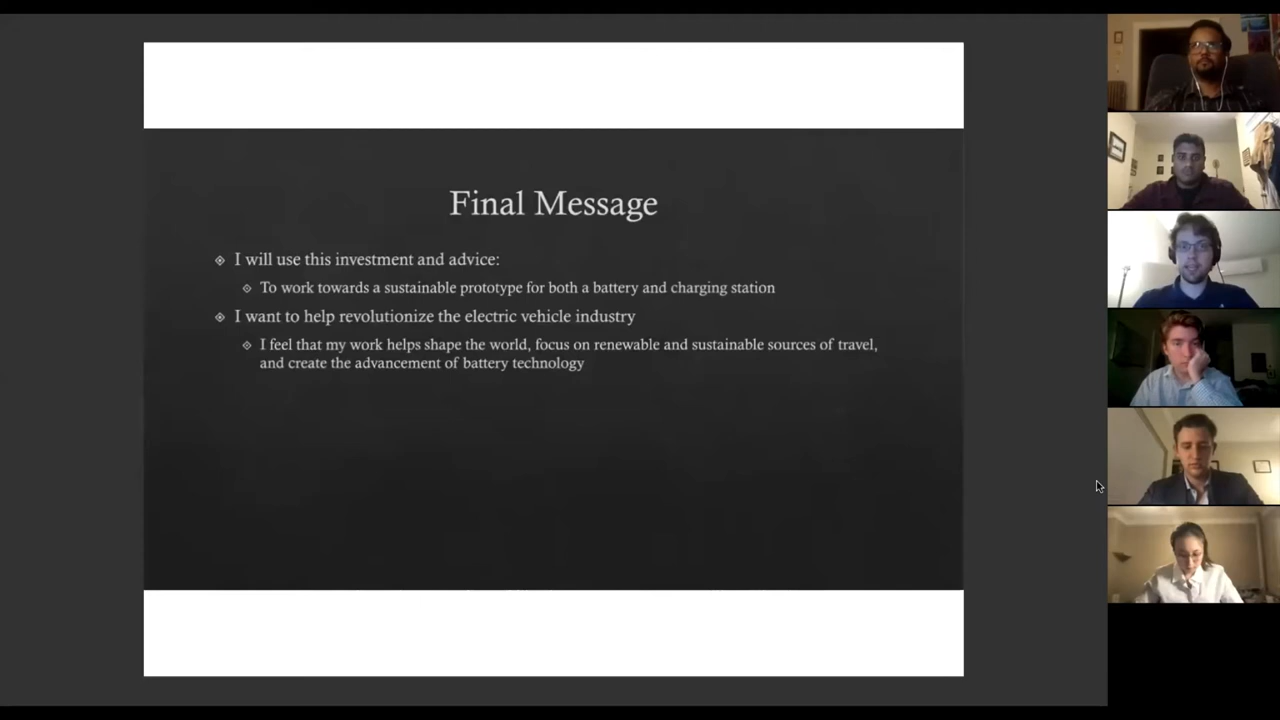 Final Message
I will use this investment and advice:
To work towards a sustainable prototype for both a battery and charging station
I want to help revolutionize the electric vehicle industry
I feel that my work helps shape the world, focus on renewable and sustainable sources of travel,
and create the advancement of battery technology